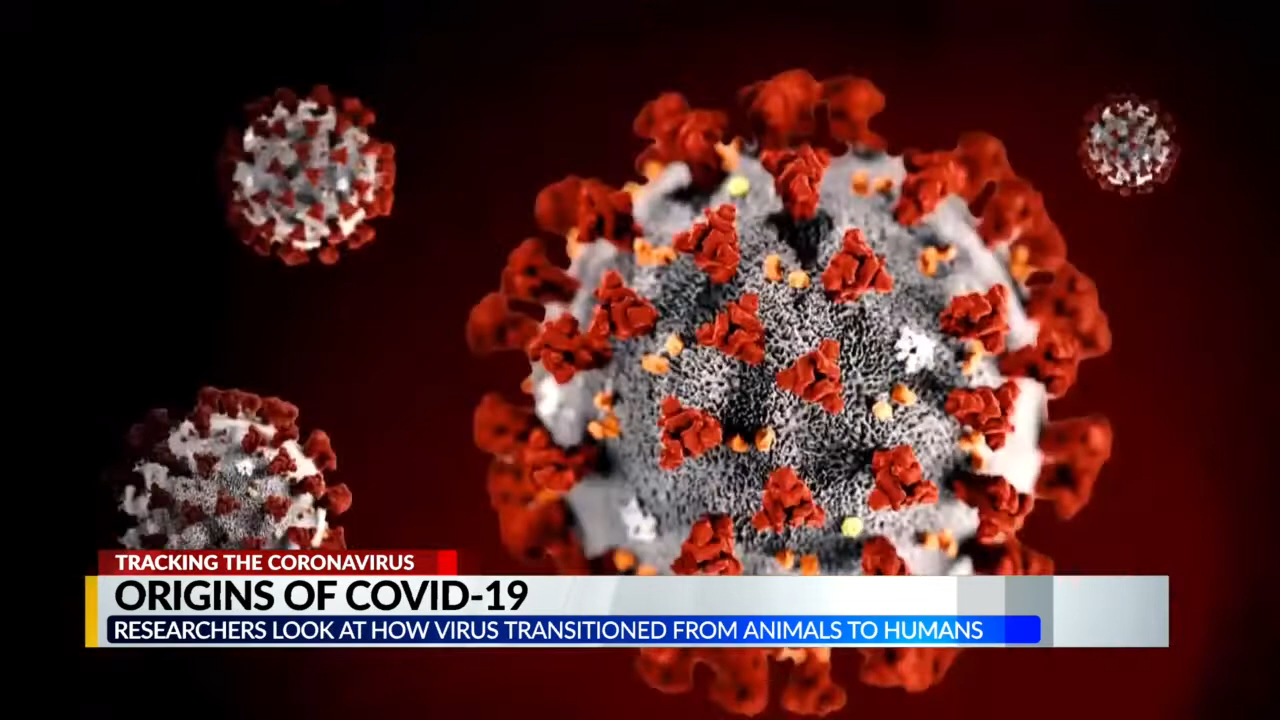 TRACKING THE CORONAVIRUS
ORIGINS OF COVID-19
RESEARCHERS LOOK AT HOW VIRUS TRANSITIONED FROM ANIMALS TO HUMANS